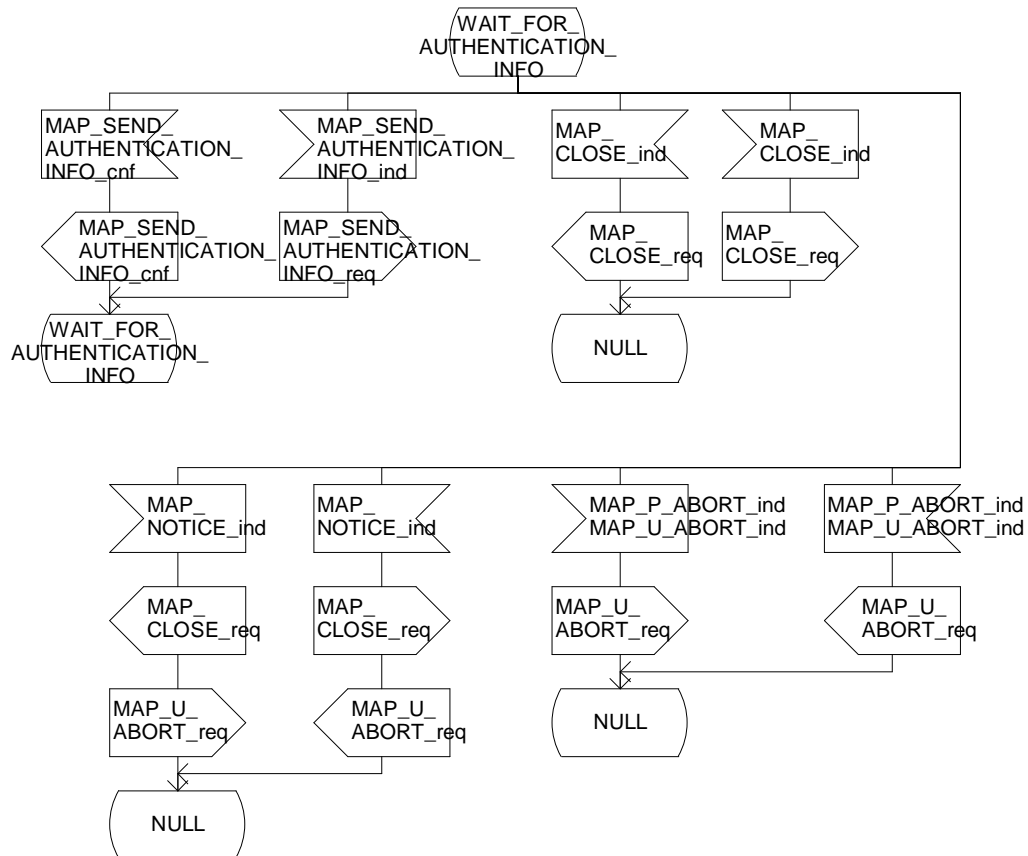 WAIT_FOR_
AUTHENTICATION_
INFO
MAP_SEND_
AUTHENTICATION_
INFO_cnf
MAP_SEND_
AUTHENTICATION_
INFO_ind
MAP_
CLOSE_ind
MAP_
CLOSE_ind
MAP_SEND_
AUTHENTICATION_
INFO_cnf
MAP_SEND_
AUTHENTICATION_
INFO_req
MAP_
CLOSE_req
MAP_
CLOSE_req
WAIT_FOR_
AUTHENTICATION_
INFO
NULL
MAP_
NOTICE_ind
MAP_
NOTICE_ind
MAP_P_ABORT_ind
MAP_U_ABORT_ind
MAP_P_ABORT_ind
MAP_U_ABORT_ind
MAP_
CLOSE_req
MAP_
CLOSE_req
MAP_U_
ABORT_req
MAP_U_
ABORT_req
MAP_U_
ABORT_req
MAP_U_
ABORT_req
NULL
NULL